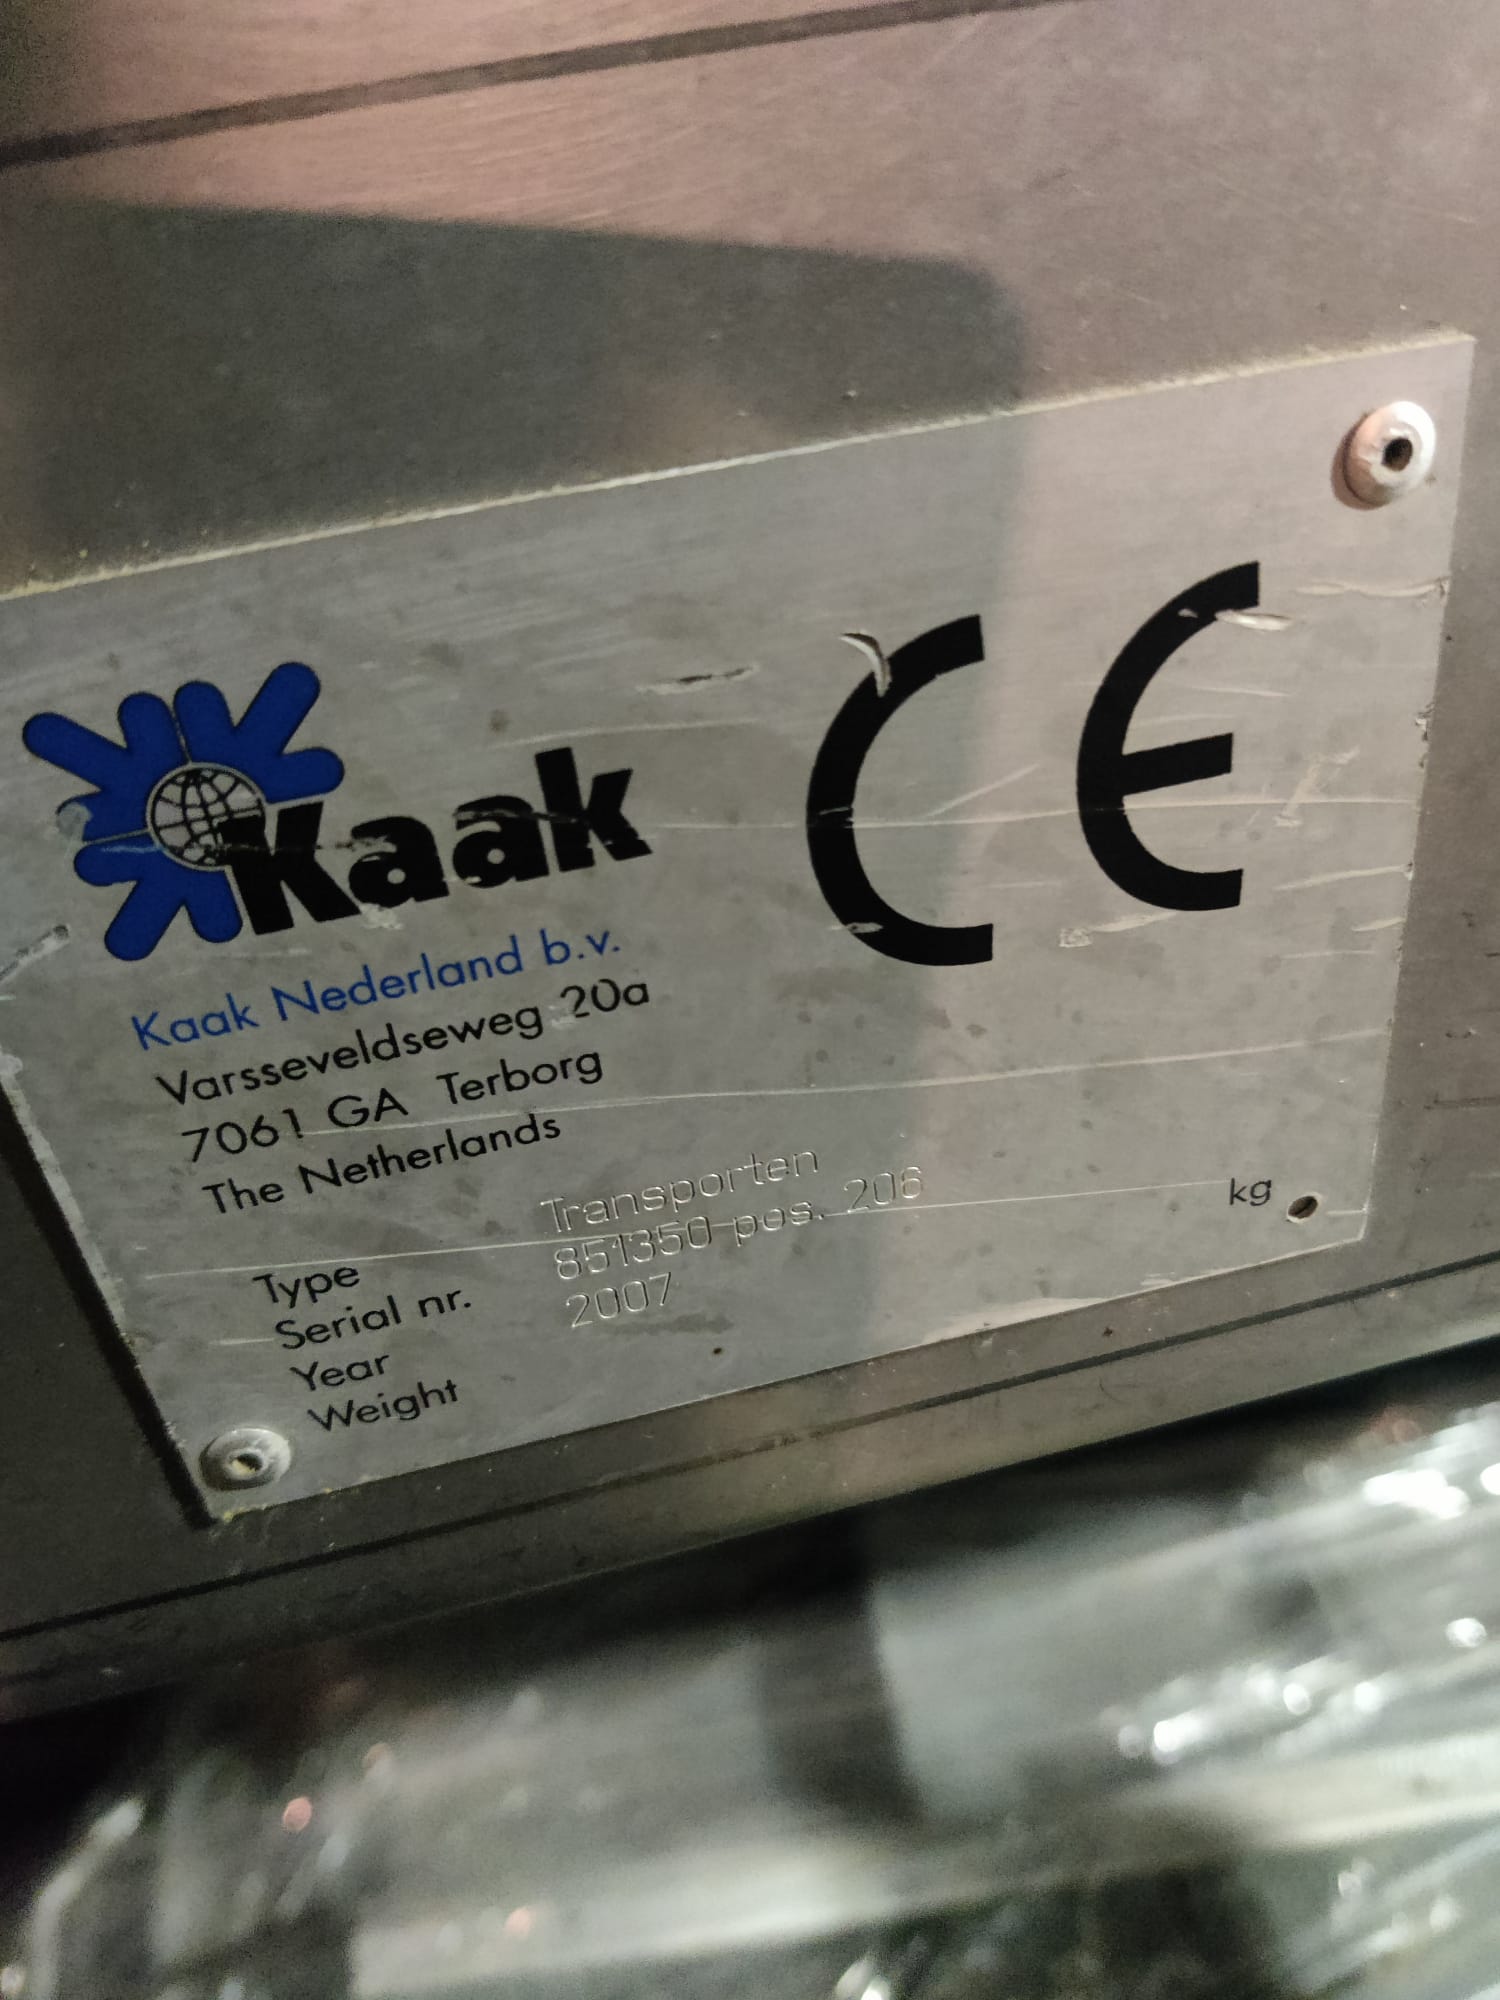 Kaak
CE
Kaak Nederland b.v.
Varsseveldseweg 20a
7061 GA Terborg
The Netherlands
Type Transporten
Serial nr. 851350 pos. 206
Year 2007
Weight kg